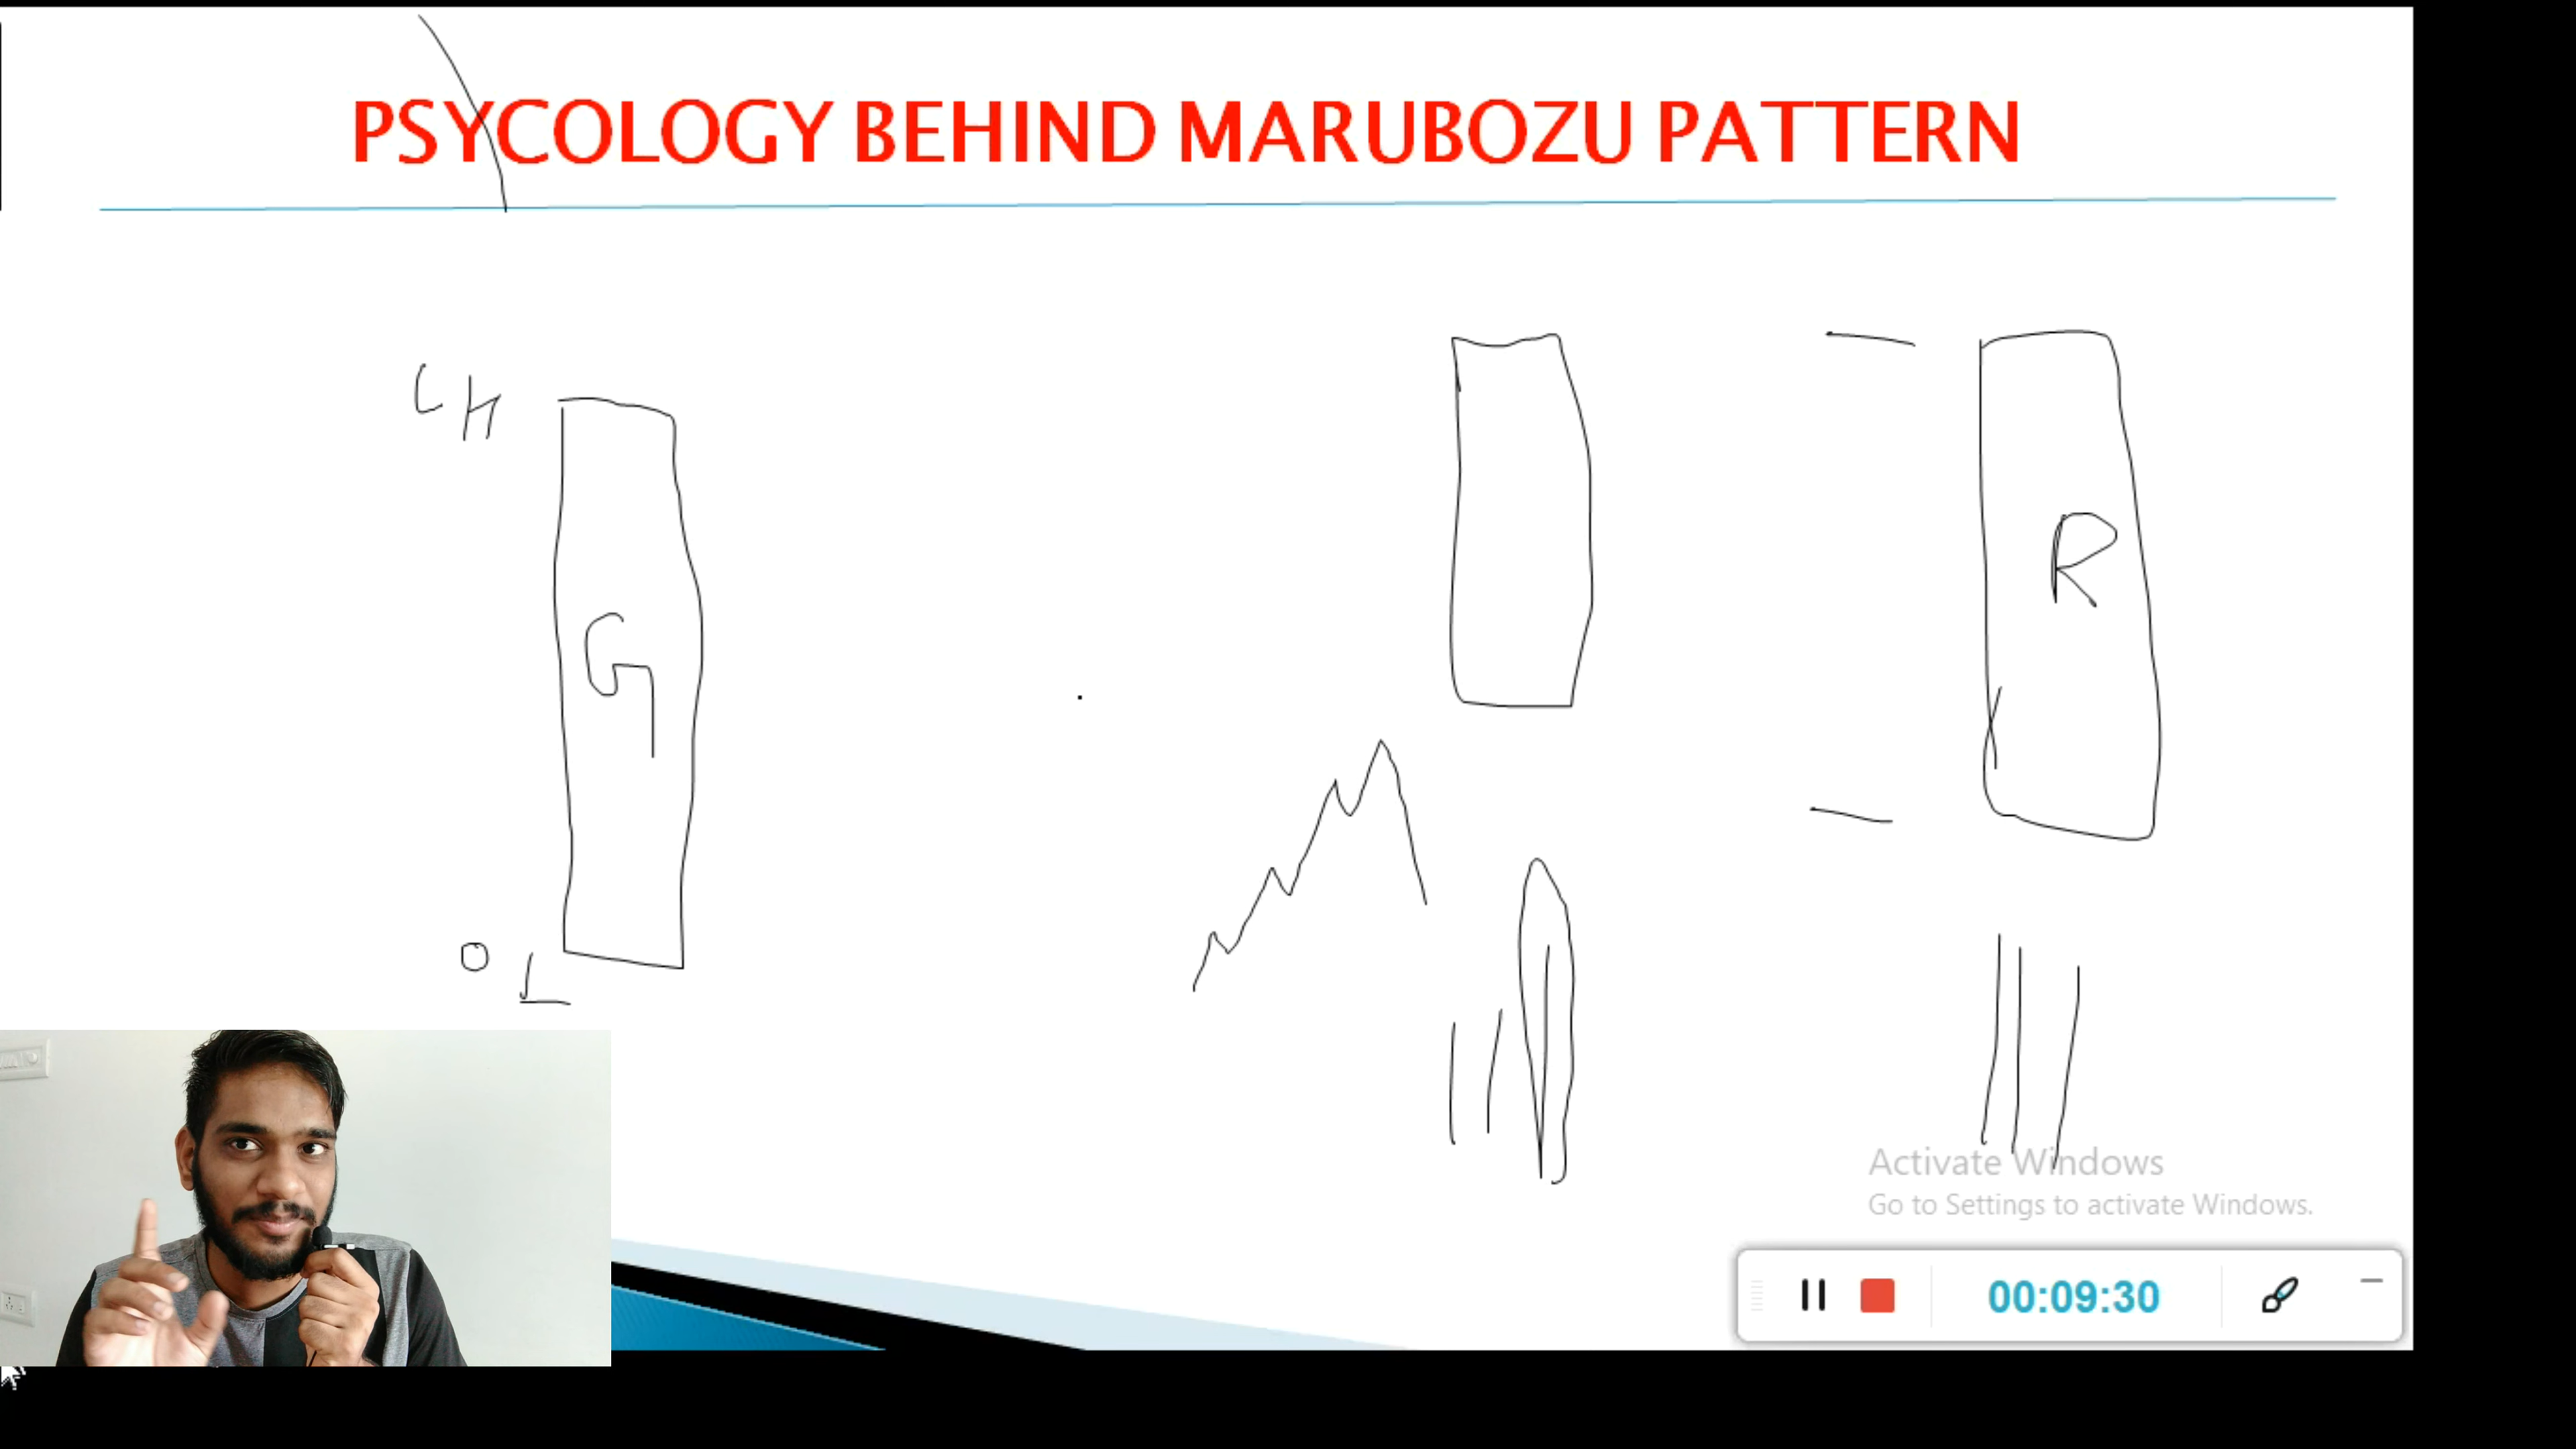 PSYCOLOGY BEHIND MARUBOZU PATTERN
C H
G
R
O L
Activate Windows
Go to Settings to activate Windows.
00:09:30